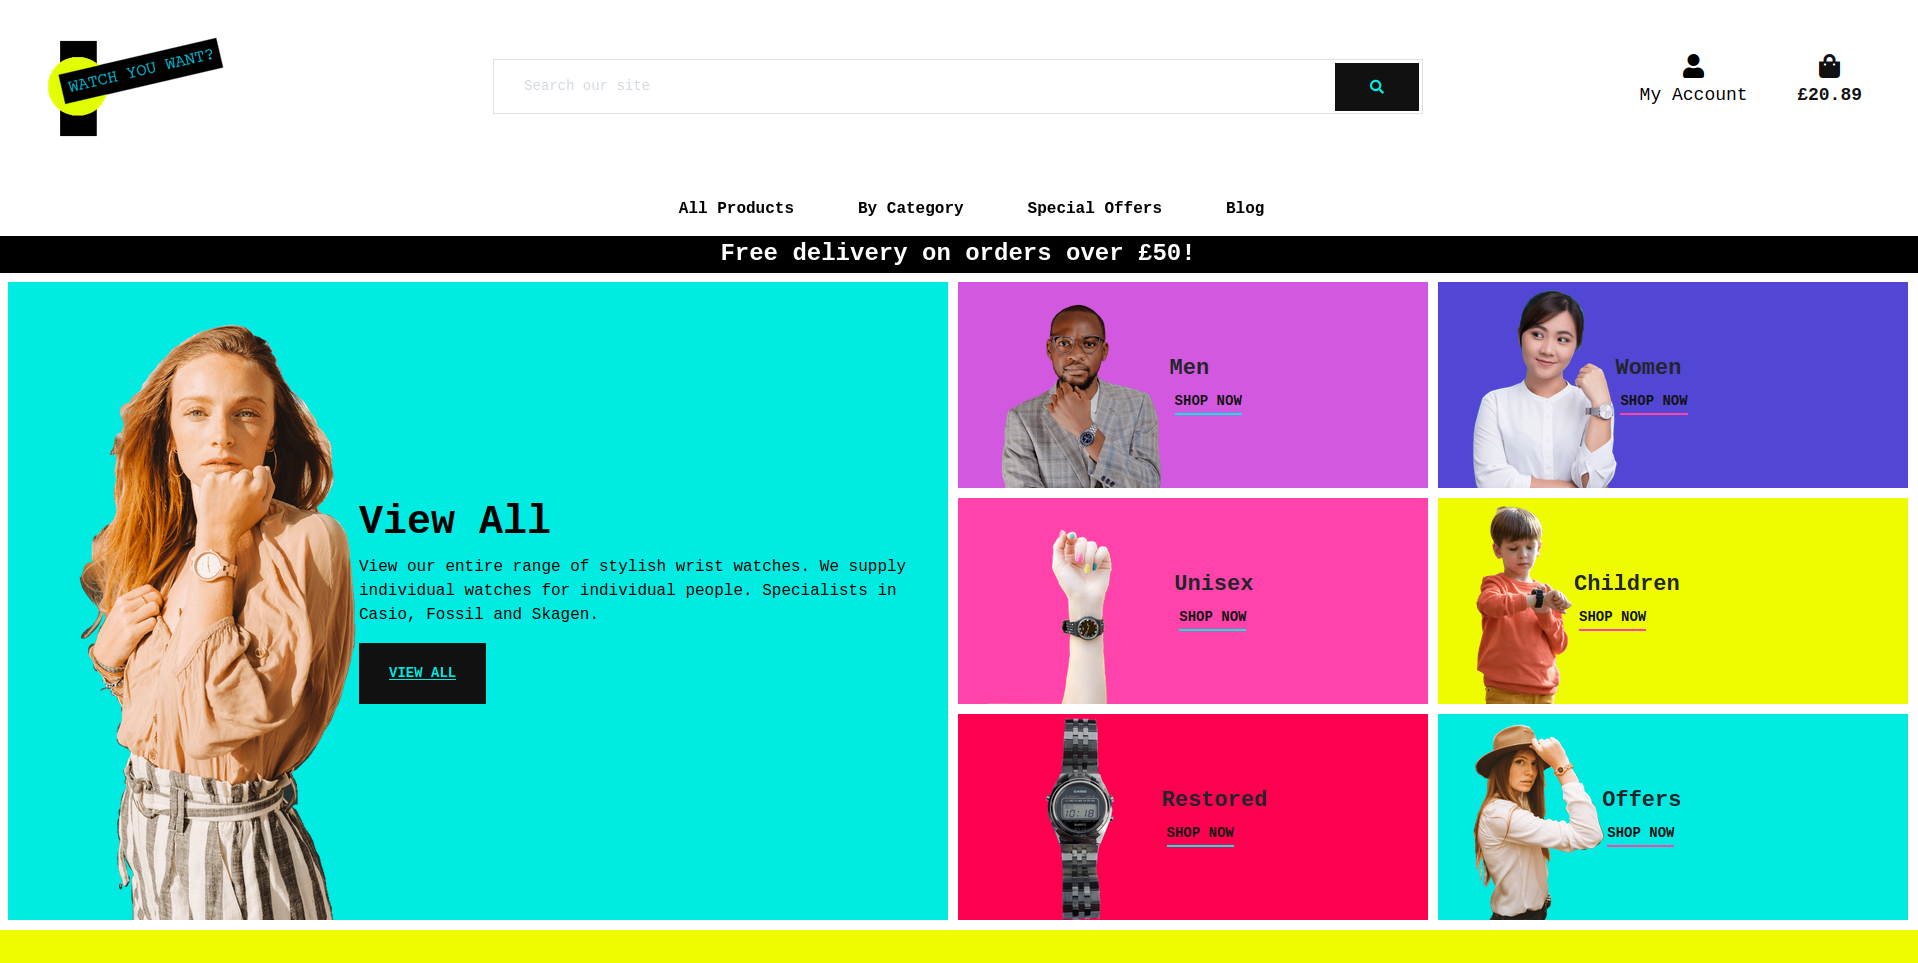 WATCH YOU WANT?
Search our site
My Account
£20.89
All Products
By Category
Special Offers
Blog
Free delivery on orders over £50!
View All
View our entire range of stylish wrist watches. We supply
individual watches for individual people. Specialists in
Casio, Fossil and Skagen.
VIEW ALL
Men
SHOP NOW
Women
SHOP NOW
Unisex
SHOP NOW
Children
SHOP NOW
Restored
SHOP NOW
CASIO
10:18
Offers
SHOP NOW